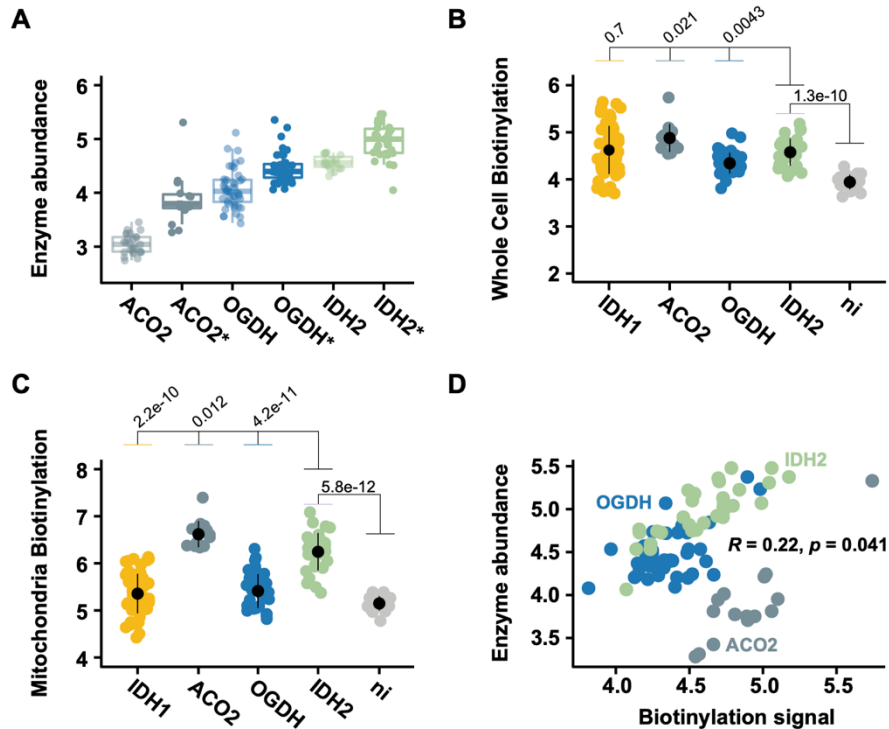 A
Enzyme abundance
6
5
4
3
ACO2
ACO2*
OGDH
OGDH*
IDH2
IDH2*
B
Whole Cell Biotinylation
0.7
0.021
0.0043
1.3e-10
6
5
4
3
2
IDH1
ACO2
OGDH
IDH2
ni
C
Mitochondria Biotinylation
2.2e-10
0.012
4.2e-11
5.8e-12
8
7
6
5
4
IDH1
ACO2
OGDH
IDH2
ni
D
Enzyme abundance
5.5
5.0
4.5
4.0
3.5
IDH2
OGDH
R = 0.22, p = 0.041
ACO2
4.0 4.5 5.0 5.5
Biotinylation signal